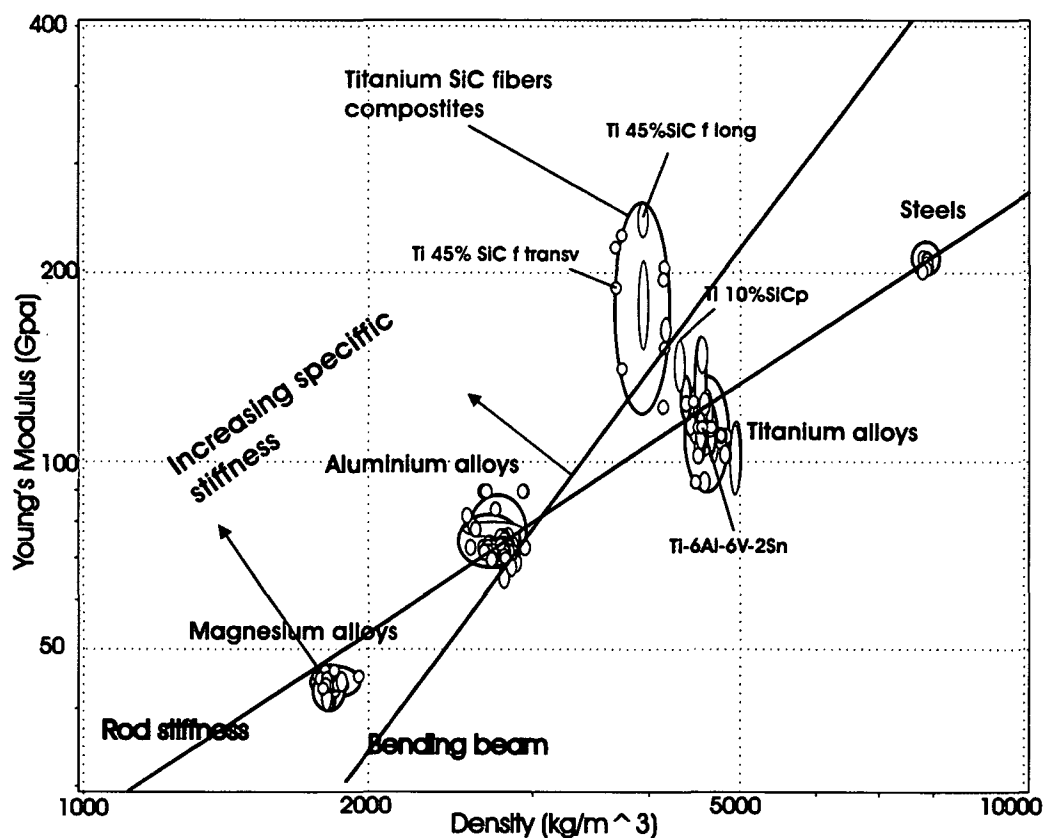 400
Titanium SiC fibers
compostites
Ti 45%SiC f long
Steels
Ti 45% SiC f transv
200
Ti 10%SiCp
Increasing speciffic
stiffness
Young's Modulus (Gpa)
Titanium alloys
Aluminium alloys
100
Ti-6Al-6V-2Sn
Magnesium alloys
50
Rod stiffness
Bending beam
1000
2000
5000
10000
Density (kg/m^3)